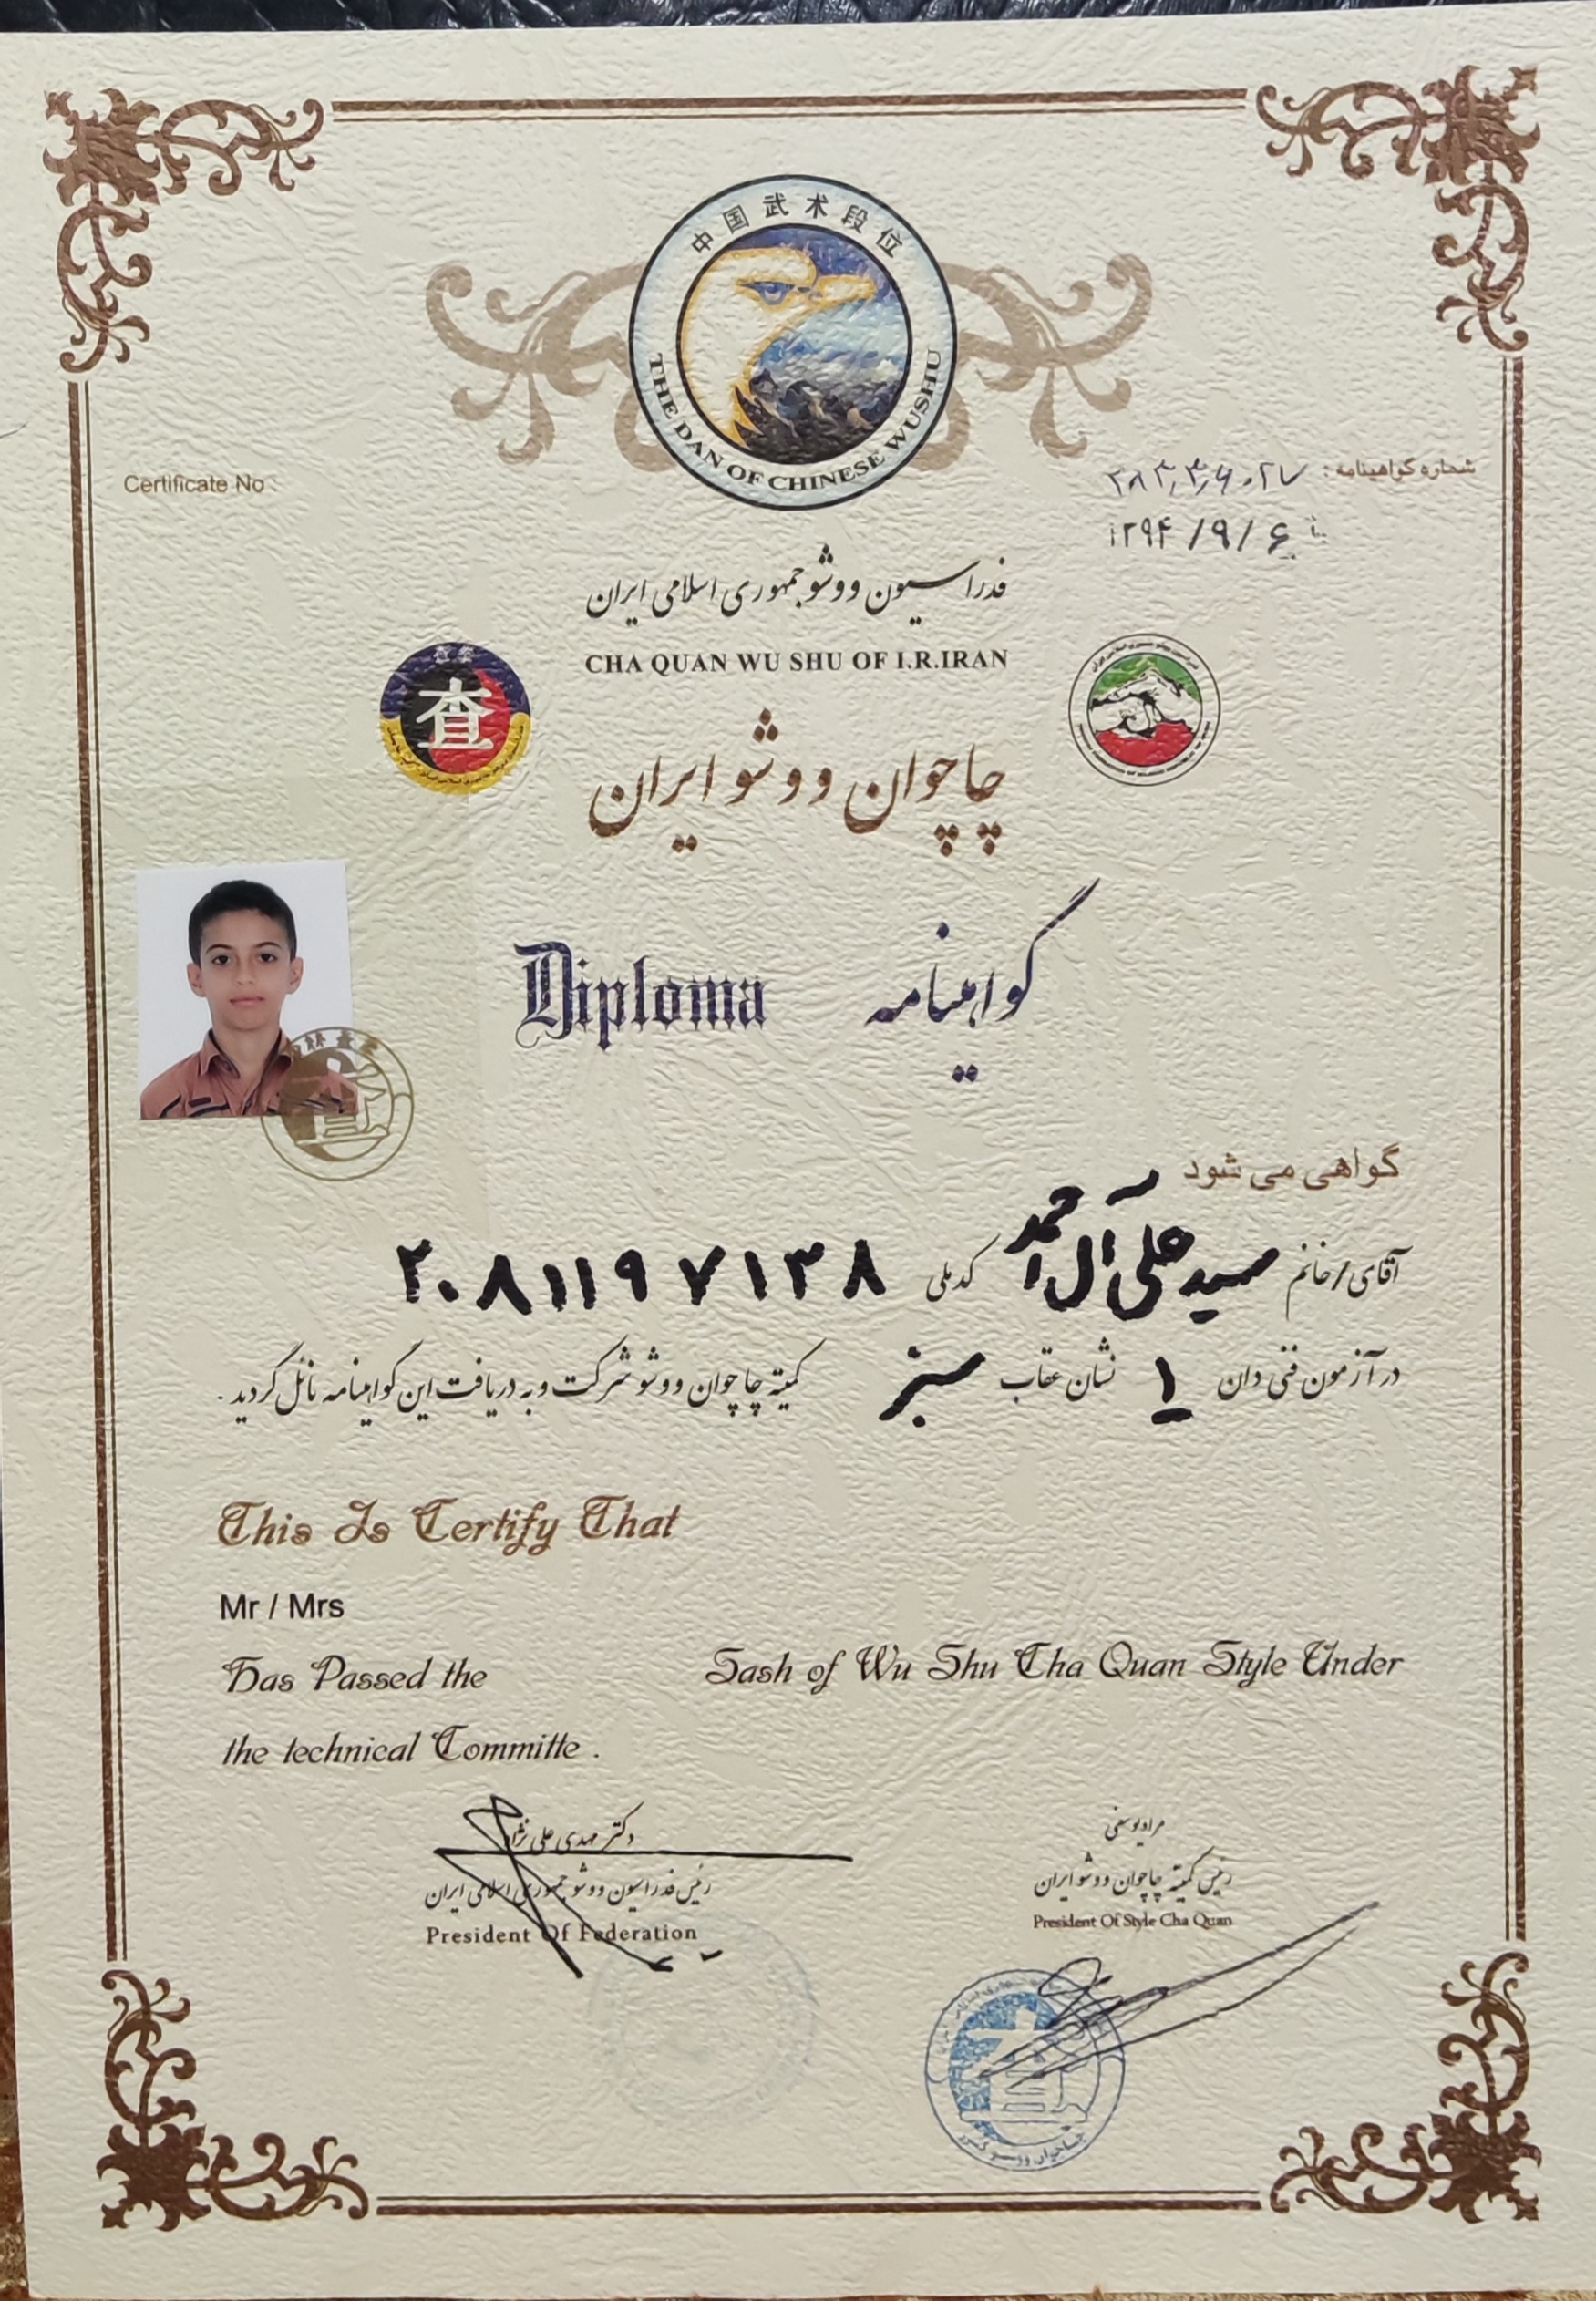 中国武术段位
THE DAN OF CHINESE WUSHU
Certificate No :
شماره گواهینامه :
۱۳۹۴/۹/۶
فدراسیون ووشو جمهوری اسلامی ایران
CHA QUAN WU SHU OF I.R.IRAN
查
چاچوان ووشو ایران
Diploma گواهینامه
گواهی می شود
آقای/خانم سید علی آل احمد کد ملی ۲۰۸۱۱۹۷۱۳۸
در آزمون فنی دان ۱ نشان عقاب سبز کمیته چاچوان ووشو شرکت و به دریافت این گواهینامه نائل گردید .
This Is Certify That
Mr / Mrs
Has Passed the Sash of Wu Shu Cha Quan Style Under
the technical Committe .
دکتر مهدی علی نژاد
رئیس فدراسیون ووشو جمهوری اسلامی ایران
President Of Federation
مراد یوسفی
رئیس کمیته چاچوان ووشو ایران
President Of Style Cha Quan